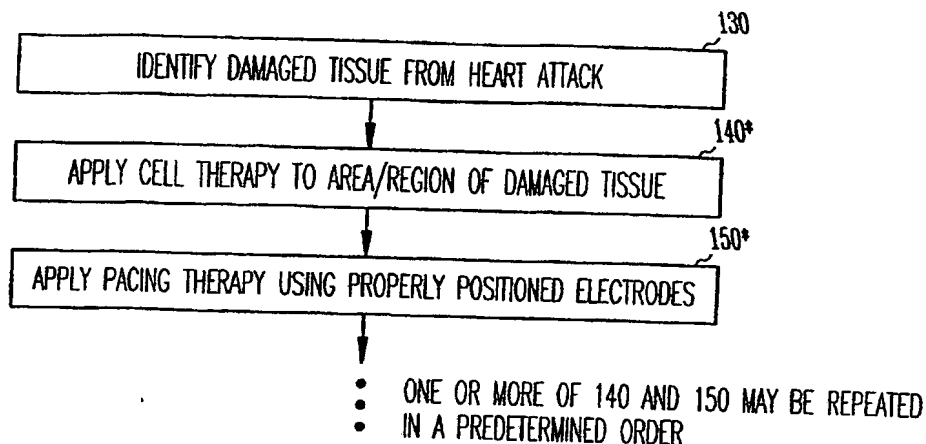 130
IDENTIFY DAMAGED TISSUE FROM HEART ATTACK
140*
APPLY CELL THERAPY TO AREA/REGION OF DAMAGED TISSUE
150*
APPLY PACING THERAPY USING PROPERLY POSITIONED ELECTRODES
ONE OR MORE OF 140 AND 150 MAY BE REPEATED
IN A PREDETERMINED ORDER